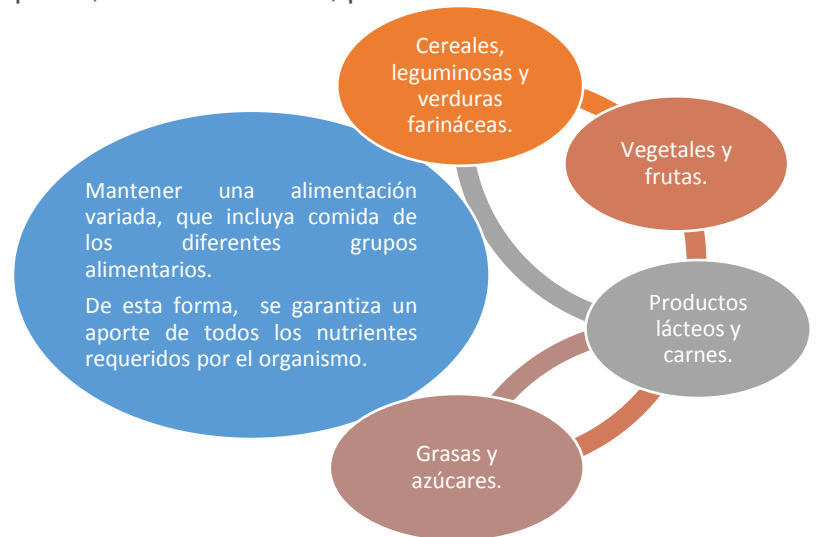 Cereales,
leguminosas y
verduras
farináceas.
Vegetales y
frutas.
Mantener una alimentación
variada, que incluya comida de
los diferentes grupos
alimentarios.
De esta forma, se garantiza un
aporte de todos los nutrientes
requeridos por el organismo.
Productos
lácteos y
carnes.
Grasas y
azúcares.